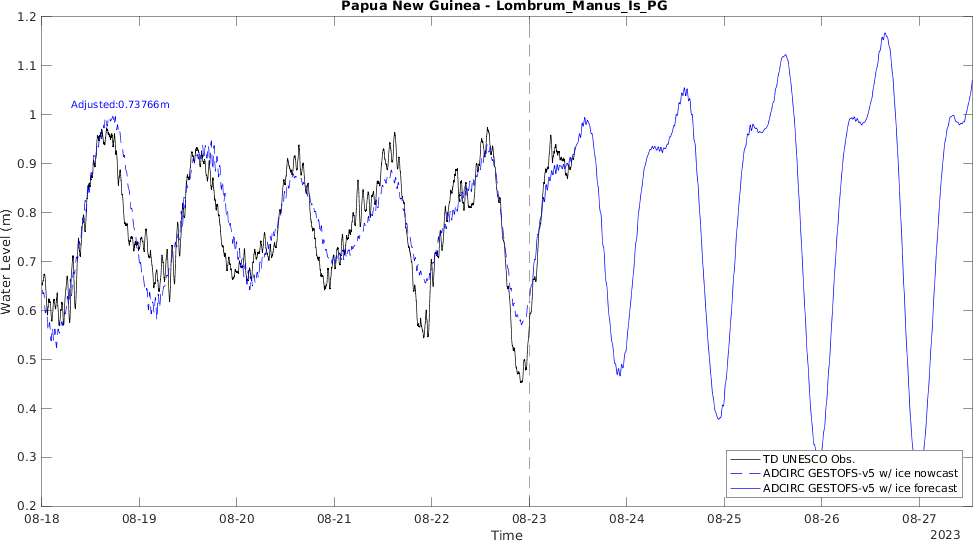 Papua New Guinea - Lombrum_Manus_Is_PG
1.2
1.1
1
0.9
0.8
0.7
0.6
0.5
0.4
0.3
0.2
Water Level (m)
Adjusted:0.73766m
TD UNESCO Obs.
ADCIRC GESTOFS-v5 w/ ice nowcast
ADCIRC GESTOFS-v5 w/ ice forecast
08-18 08-19 08-20 08-21 08-22 08-23 08-24 08-25 08-26 08-27
Time
2023